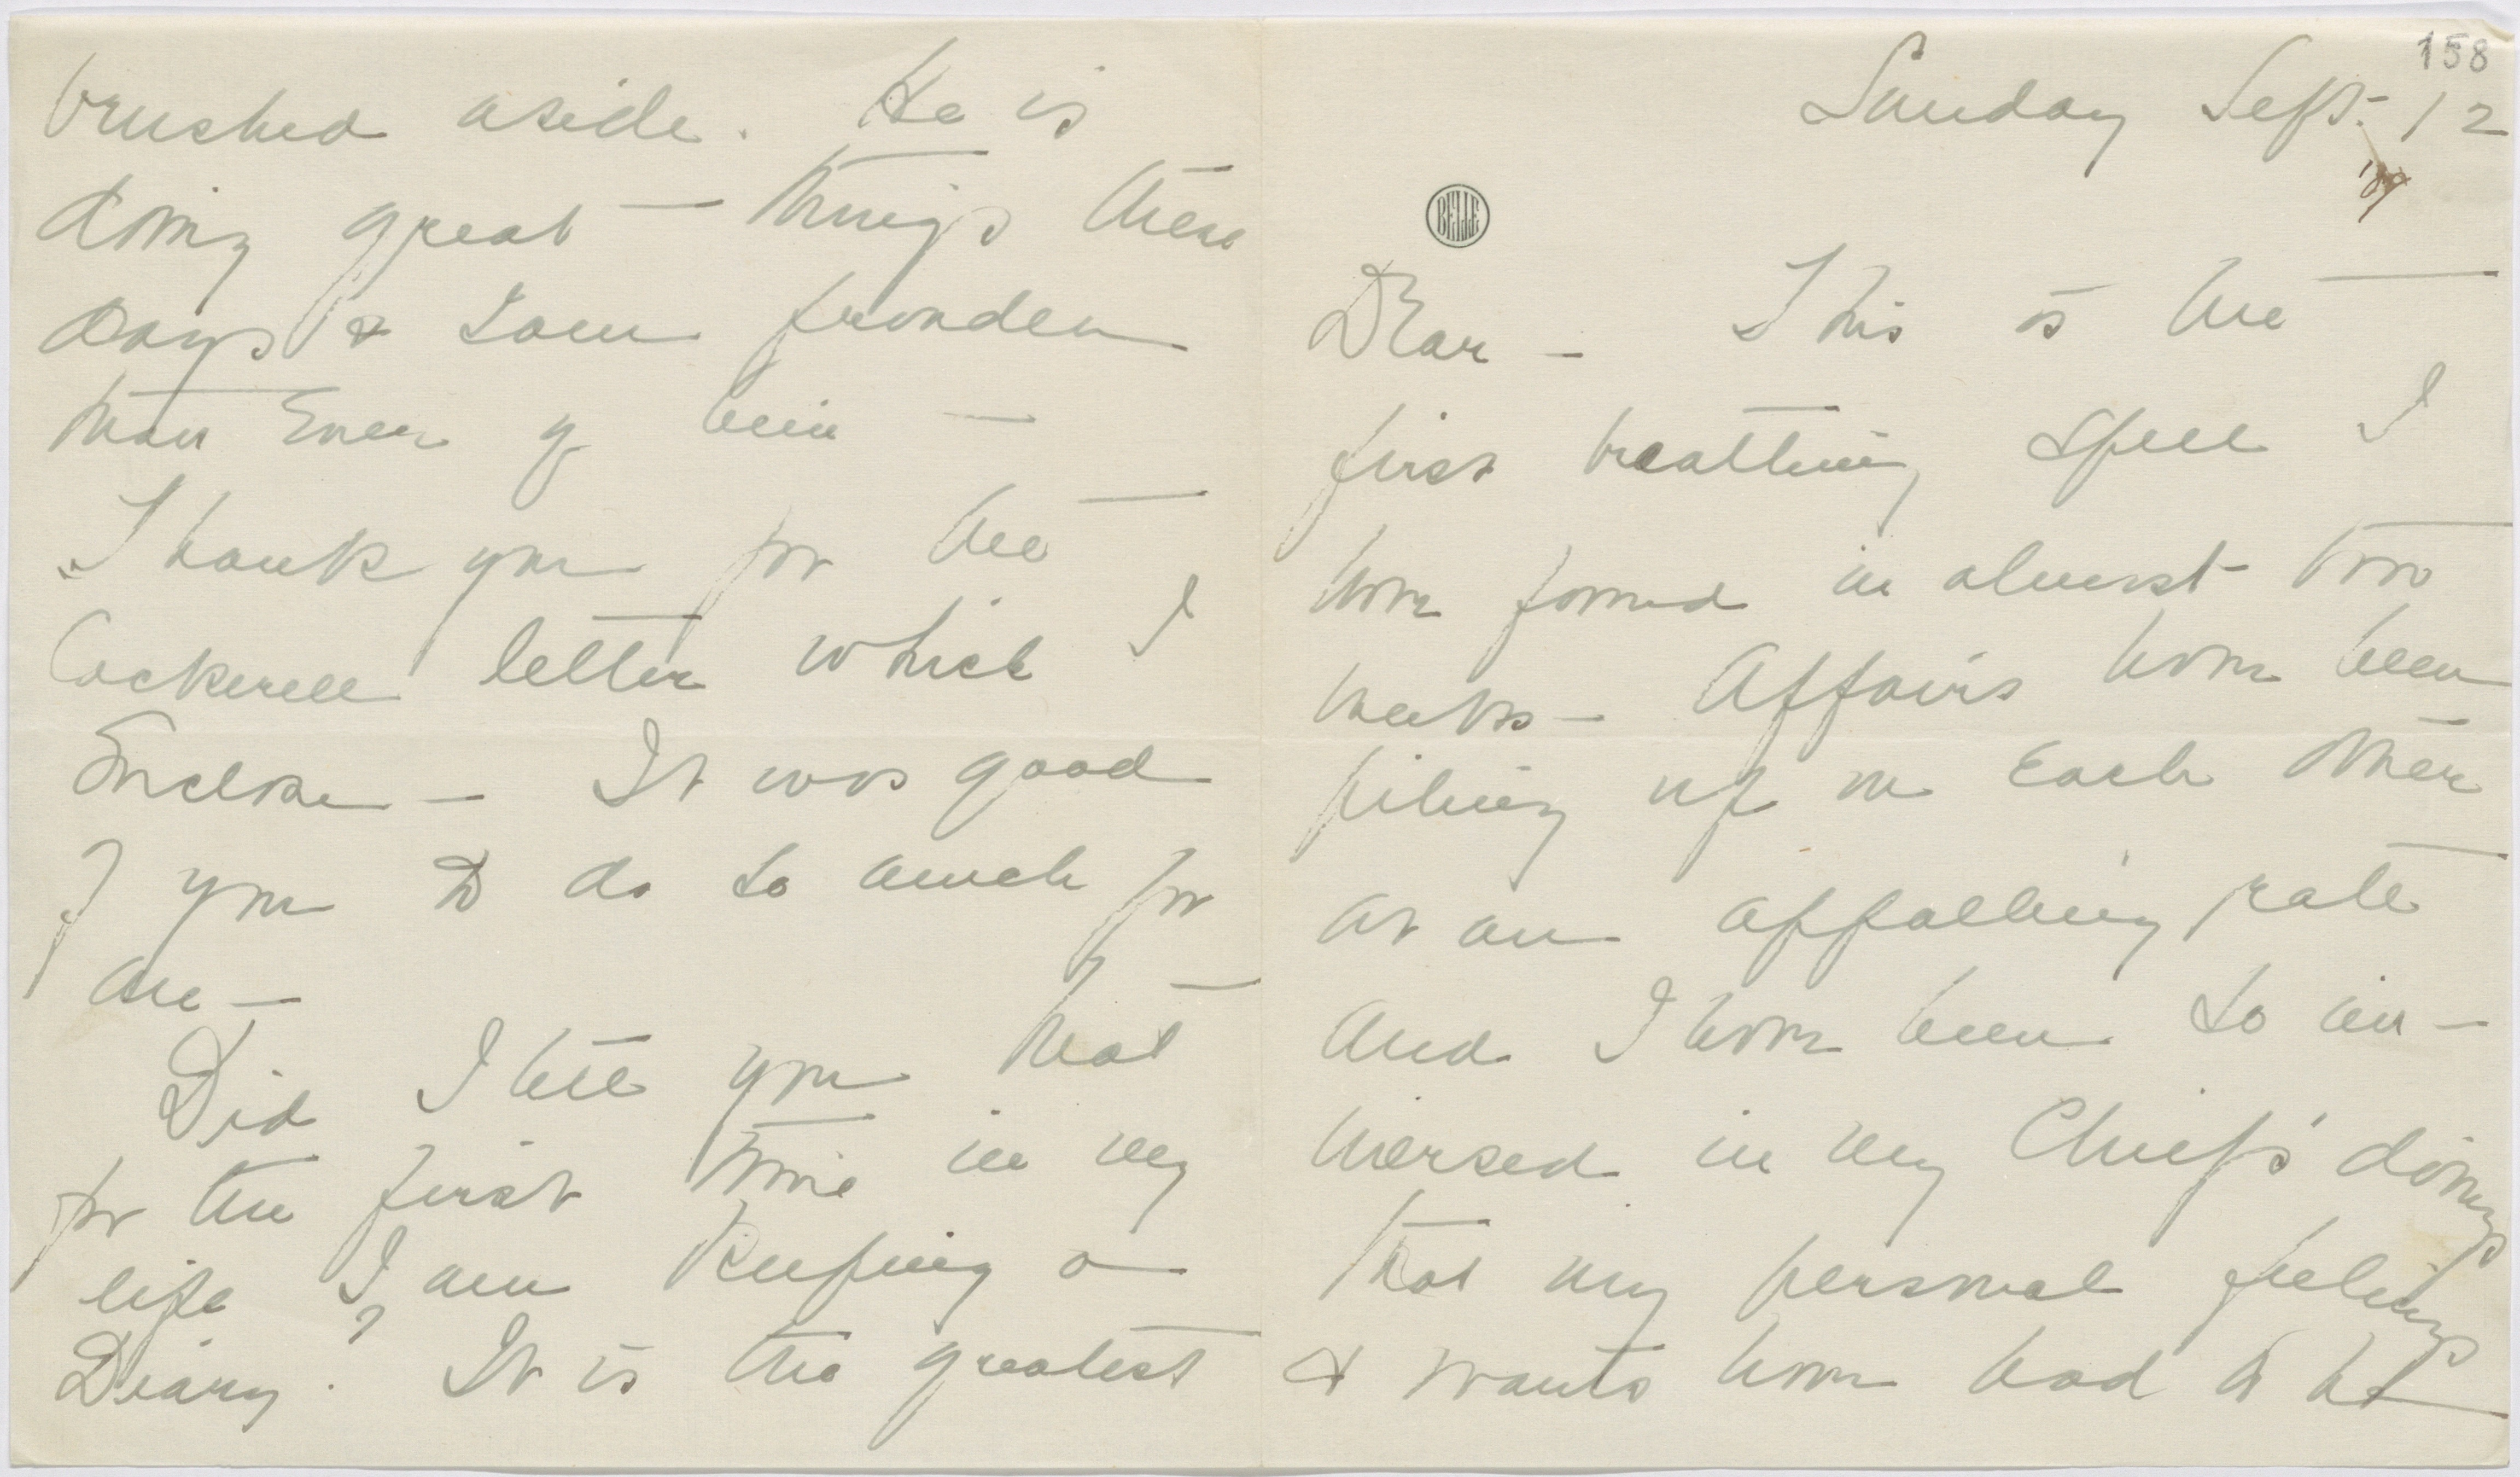 158
Sunday Sept. 12
'09
BELLE
Dear – This is the
first breathing spell I
have found in almost two
weeks – Affairs have been
piling up on each other
at an appalling rate
and I have been so im–
mersed in my Chief's doings
that my personal feelings
& wants have had to be
brushed aside. He is
doing great things these
days & I am prouder
than ever of him –
Thank you for the
Cockerell letter which I
enclose – It was good
of you to do so much for
me –
Did I tell you that
for the first time in my
life I am keeping a
Diary? It is the greatest